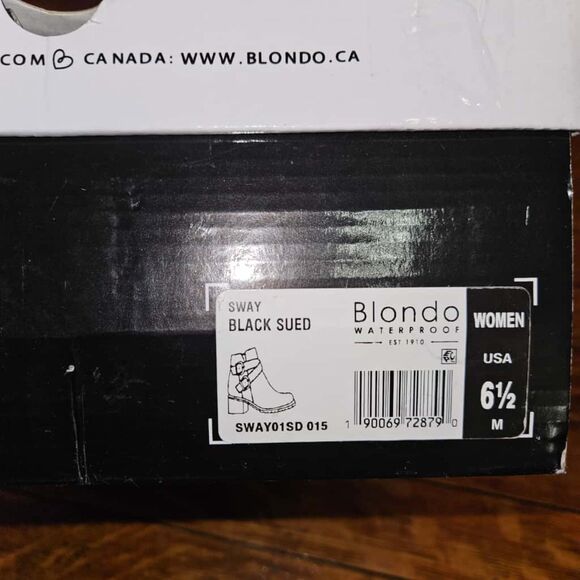 COM B CANADA: WWW.BLONDO.CA
SWAY
BLACK SUED
Blondo
WATERPROOF
EST 1910
WOMEN
USA
6½
M
SWAY01SD 015
1 90069 72879 0